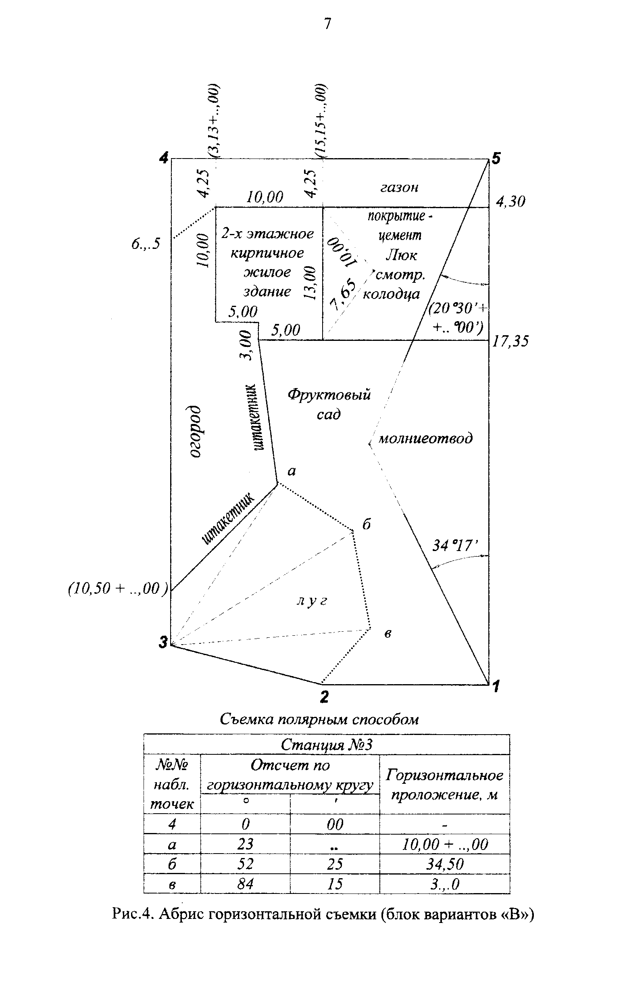 7
(3,13+..,00)
(15,15+..,00)
4
5
4,25
4,25
газон
10,00
4,30
покрытие -
цемент
Люк
смотр.
колодца
6.,.5
10,00
2-х этажное
кирпичное
жилое
здание
13,00
10,00
7,65
(20°30’+
+.. °00’)
5,00
5,00
3,00
17,35
Фруктовый
сад
штакетник
огород
молниеотвод
а
штакетник
б
34°17’
(10,50 + ..,00)
луг
в
3
2
1
Съемка полярным способом
Станция №3
№№
набл.
точек
Отсчет по
горизонтальному кругу
Горизонтальное
проложение, м
° ′
4 0 00 -
а 23 .. 10,00 + ..,00
б 52 25 34,50
в 84 15 3.,.0
Рис.4. Абрис горизонтальной съемки (блок вариантов «В»)